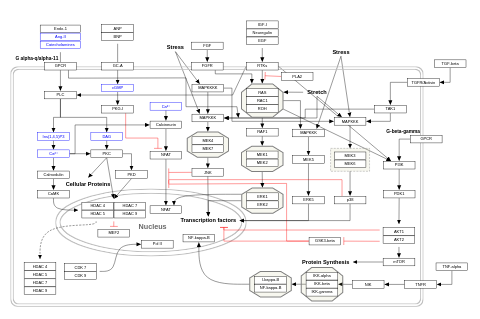 Endo-1
Ang-II
Catecholamines
ANP
BNP
IGF-I
Neuregulin
EGF
FGF
TGF-beta
G alpha-q/alpha-11
Stress
Stress
GPCR
GC-A
FGFR
RTKs
PLA2
TGFR/Activin
PLC
cGMP
MAPKKK
RAS
RAC1
RHO
Stretch
PKG-I
Ca²⁺
TAK1
Calcineurin
MAPKK
RAF1
MAPKKK
MAPKKK
G-beta-gamma
GPCR
Ins(1,4,5)P3
DAG
MEK4
MEK7
Ca²⁺
PKC
NFAT
MEK1
MEK2
MEK5
MEK3
MEK6
PI3K
Calmodulin
PKD
JNK
Cellular Proteins
CaMK
ERK1
ERK2
ERK5
p38
PDK1
HDAC 4
HDAC 7
HDAC 5
HDAC 9
NFAT
Transcription factors
MEF2
Nucleus
NF-kappa-B
Pol II
GSK3-beta
AKT1
AKT2
mTOR
Protein Synthesis
HDAC 4
HDAC 5
HDAC 7
HDAC 9
CDK 7
CDK 9
I-kappa-B
NF-kappa-B
IKK-alpha
IKK-beta
IKK-gamma
NIK
TNFR
TNF-alpha